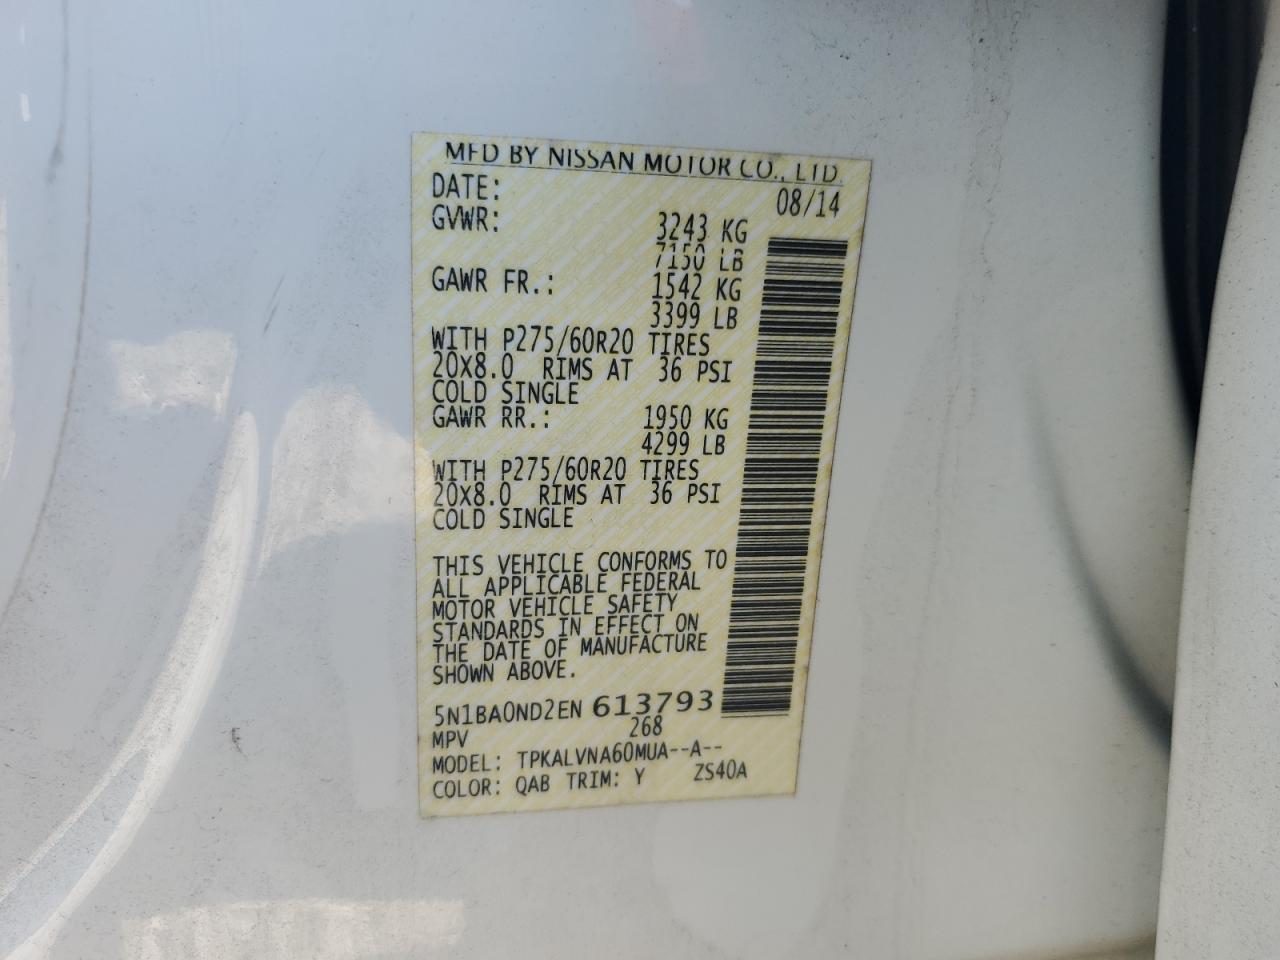 MFD BY NISSAN MOTOR CO., LTD.
DATE: 08/14
GVWR: 3243 KG
7150 LB
GAWR FR.: 1542 KG
3399 LB
WITH P275/60R20 TIRES
20X8.0 RIMS AT 36 PSI
COLD SINGLE
GAWR RR.: 1950 KG
4299 LB
WITH P275/60R20 TIRES
20X8.0 RIMS AT 36 PSI
COLD SINGLE
THIS VEHICLE CONFORMS TO
ALL APPLICABLE FEDERAL
MOTOR VEHICLE SAFETY
STANDARDS IN EFFECT ON
THE DATE OF MANUFACTURE
SHOWN ABOVE.
5N1BA0ND2EN 613793
MPV 268
MODEL: TPKALVNA60MUA--A--
COLOR: QAB TRIM: Y ZS40A